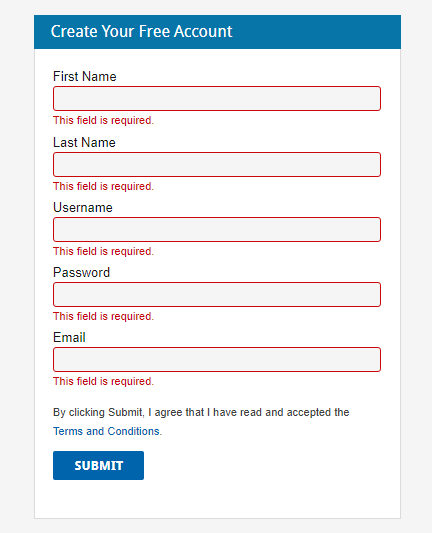 Create Your Free Account
First Name
This field is required.
Last Name
This field is required.
Username
This field is required.
Password
This field is required.
Email
This field is required.
By clicking Submit, I agree that I have read and accepted the
Terms and Conditions.
SUBMIT